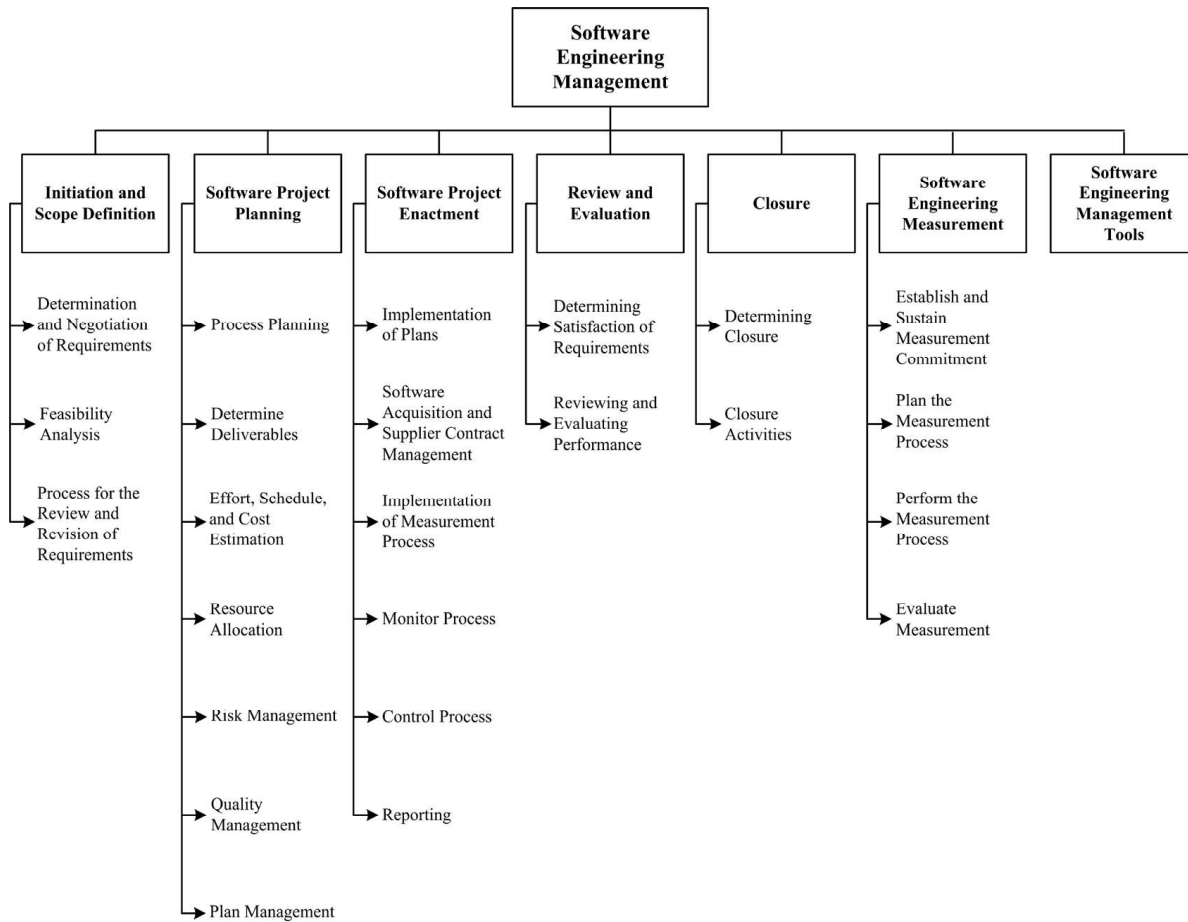 Software
Engineering
Management
Initiation and
Scope Definition
Determination
and Negotiation
of Requirements
Feasibility
Analysis
Process for the
Review and
Revision of
Requirements
Software Project
Planning
Process Planning
Determine
Deliverables
Effort, Schedule,
and Cost
Estimation
Resource
Allocation
Risk Management
Quality
Management
Plan Management
Software Project
Enactment
Implementation
of Plans
Software
Acquisition and
Supplier Contract
Management
Implementation
of Measurement
Process
Monitor Process
Control Process
Reporting
Review and
Evaluation
Determining
Satisfaction of
Requirements
Reviewing and
Evaluating
Performance
Closure
Determining
Closure
Closure
Activities
Software
Engineering
Measurement
Establish and
Sustain
Measurement
Commitment
Plan the
Measurement
Process
Perform the
Measurement
Process
Evaluate
Measurement
Software
Engineering
Management
Tools